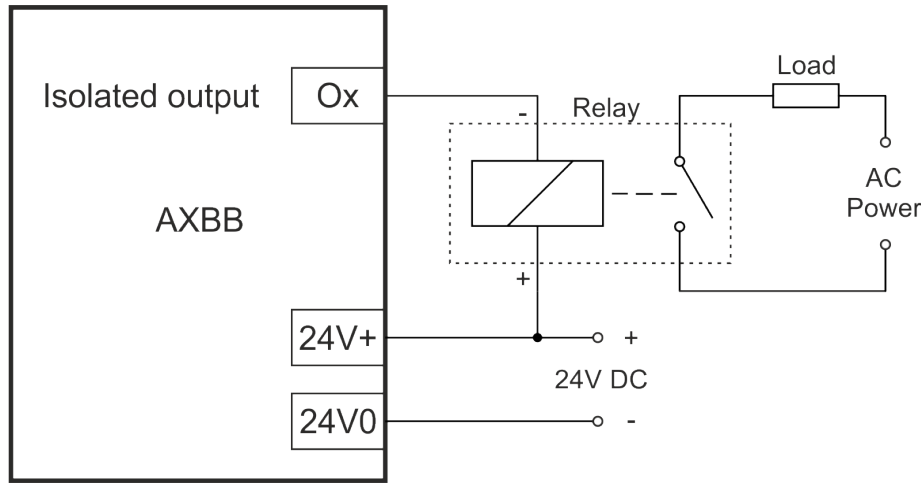 Load
Isolated output
Ox
-
Relay
AC
Power
AXBB
+
24V+
+
24V DC
24V0
-